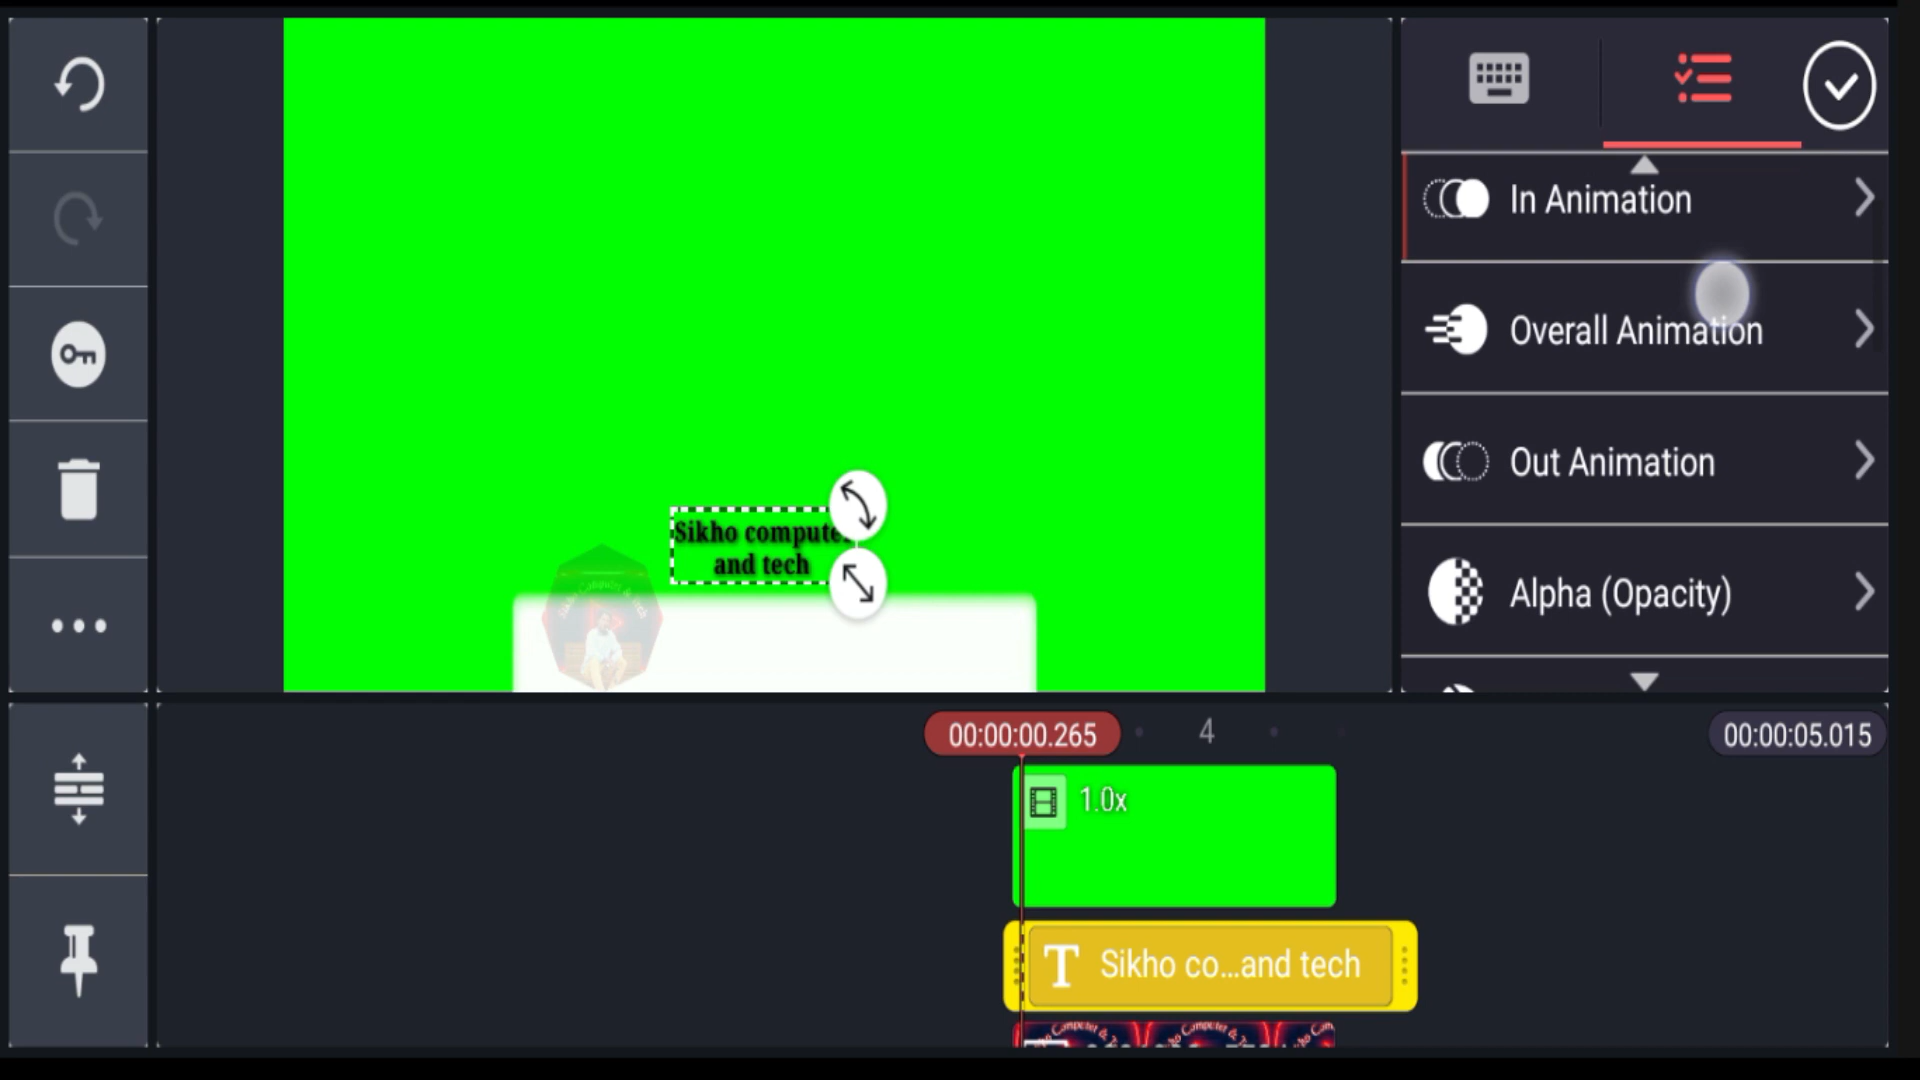 In Animation
Overall Animation
Out Animation
Alpha (Opacity)
Sikho compute
and tech
00:00:00.265
4
00:00:05.015
1.0x
T Sikho co...and tech